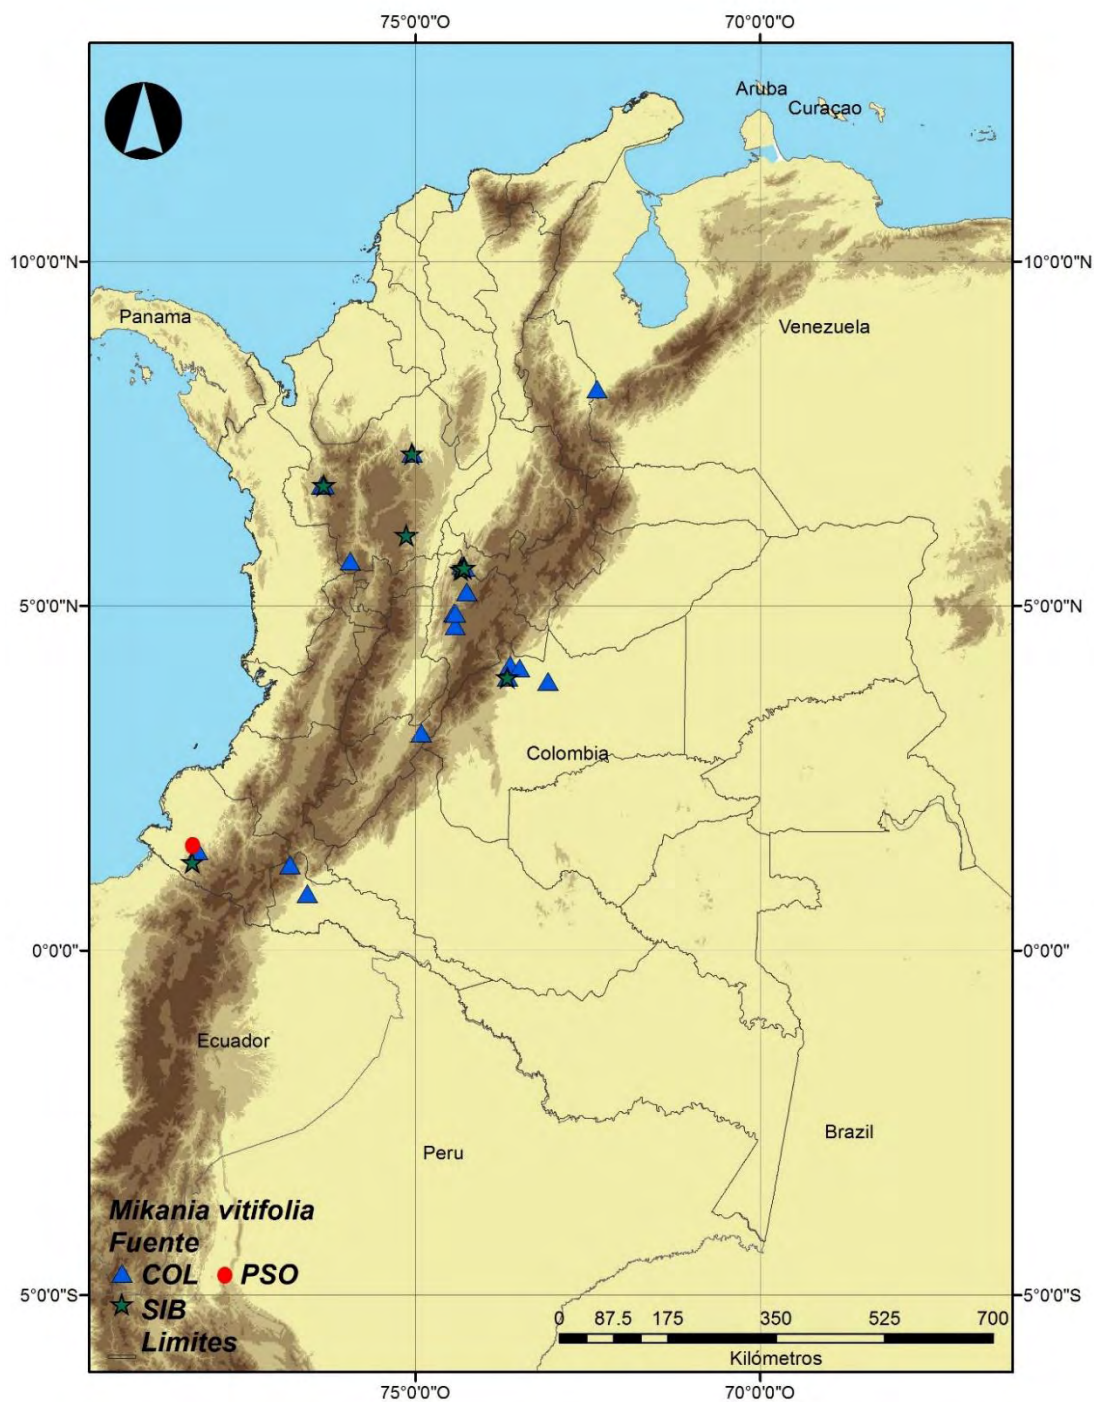 75°0'0"O 70°0'0"O
Aruba
Curaçao
10°0'0"N 10°0'0"N
Panama
Venezuela
5°0'0"N 5°0'0"N
Colombia
0°0'0" 0°0'0"
Ecuador
Brazil
Peru
Mikania vitifolia
Fuente
COL PSO
SIB
Limites
5°0'0"S 5°0'0"S
0 87.5 175 350 525 700
Kilómetros
75°0'0"O 70°0'0"O